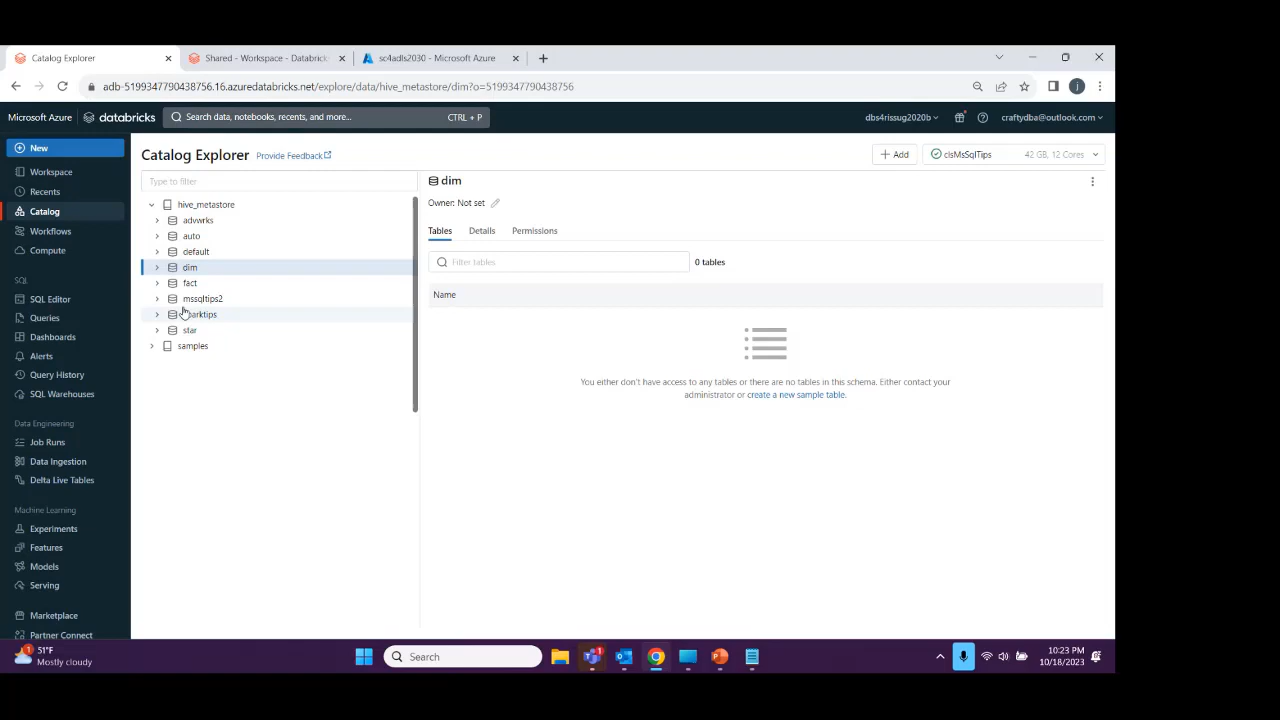 Catalog Explorer
Shared - Workspace - Databric
sc4adls2030 - Microsoft Azure
adb-5199347790438756.16.azuredatabricks.net/explore/data/hive_metastore/dim?o=5199347790438756
Microsoft Azure
databricks
Search data, notebooks, recents, and more...
CTRL + P
dbs4rissug2020b
craftydba@outlook.com
New
Workspace
Recents
Catalog
Workflows
Compute
SQL
SQL Editor
Queries
Dashboards
Alerts
Query History
SQL Warehouses
Data Engineering
Job Runs
Data Ingestion
Delta Live Tables
Machine Learning
Experiments
Features
Models
Serving
Marketplace
Partner Connect
Catalog Explorer
Provide Feedback
Add
clsMsSqlTips
42 GB, 12 Cores
Type to filter
hive_metastore
advwrks
auto
default
dim
fact
mssqltips2
star
samples
dim
Owner: Not set
Tables
Details
Permissions
Filter tables
0 tables
Name
You either don't have access to any tables or there are no tables in this schema. Either contact your
administrator or create a new sample table.
1
51°F
Mostly cloudy
Search
1
10:23 PM
10/18/2023